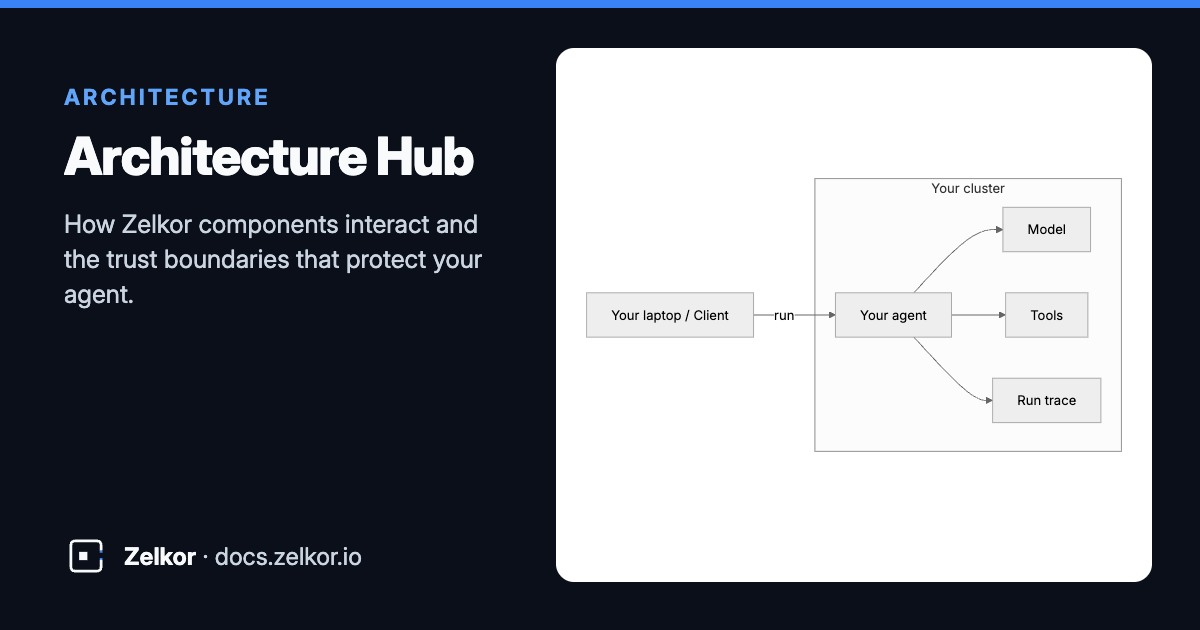 ARCHITECTURE
Architecture Hub
How Zelkor components interact and
the trust boundaries that protect your
agent.
Your cluster
Model
Your laptop / Client
run
Your agent
Tools
Run trace
Zelkor · docs.zelkor.io